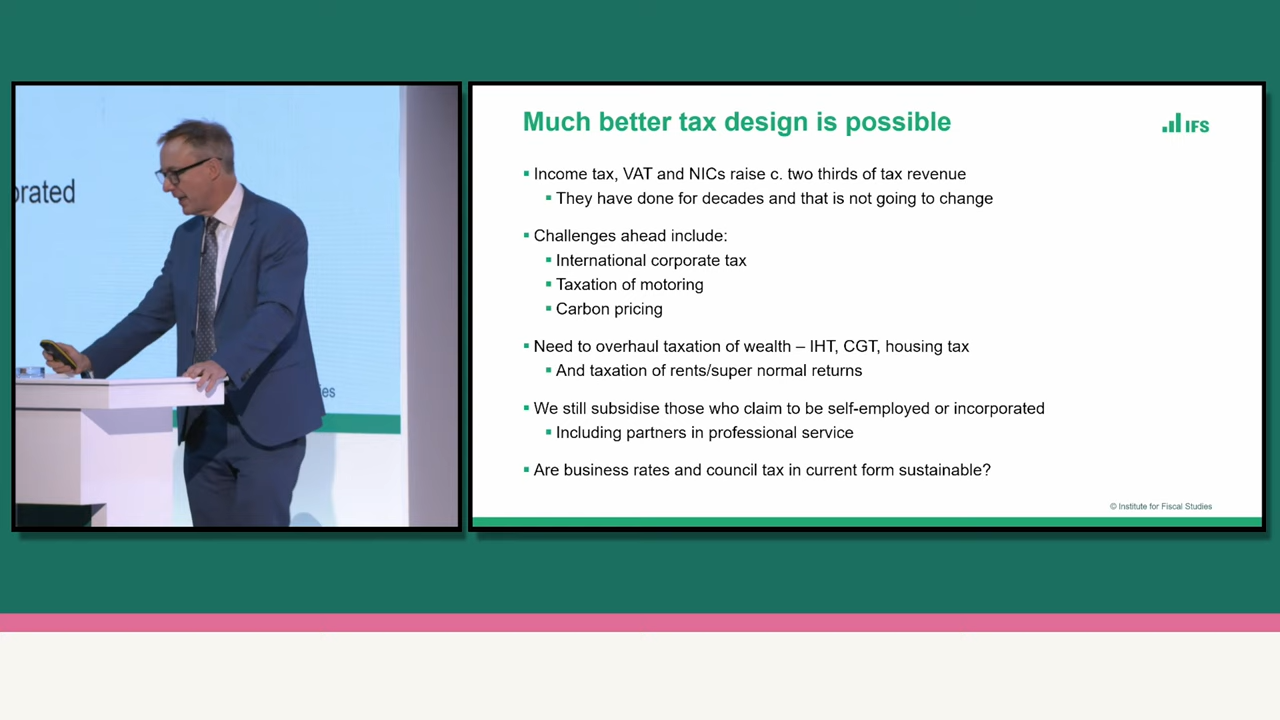 orated
ies
Much better tax design is possible
IFS
▪ Income tax, VAT and NICs raise c. two thirds of tax revenue
▪ They have done for decades and that is not going to change
▪ Challenges ahead include:
▪ International corporate tax
▪ Taxation of motoring
▪ Carbon pricing
▪ Need to overhaul taxation of wealth – IHT, CGT, housing tax
▪ And taxation of rents/super normal returns
▪ We still subsidise those who claim to be self-employed or incorporated
▪ Including partners in professional service
▪ Are business rates and council tax in current form sustainable?
© Institute for Fiscal Studies